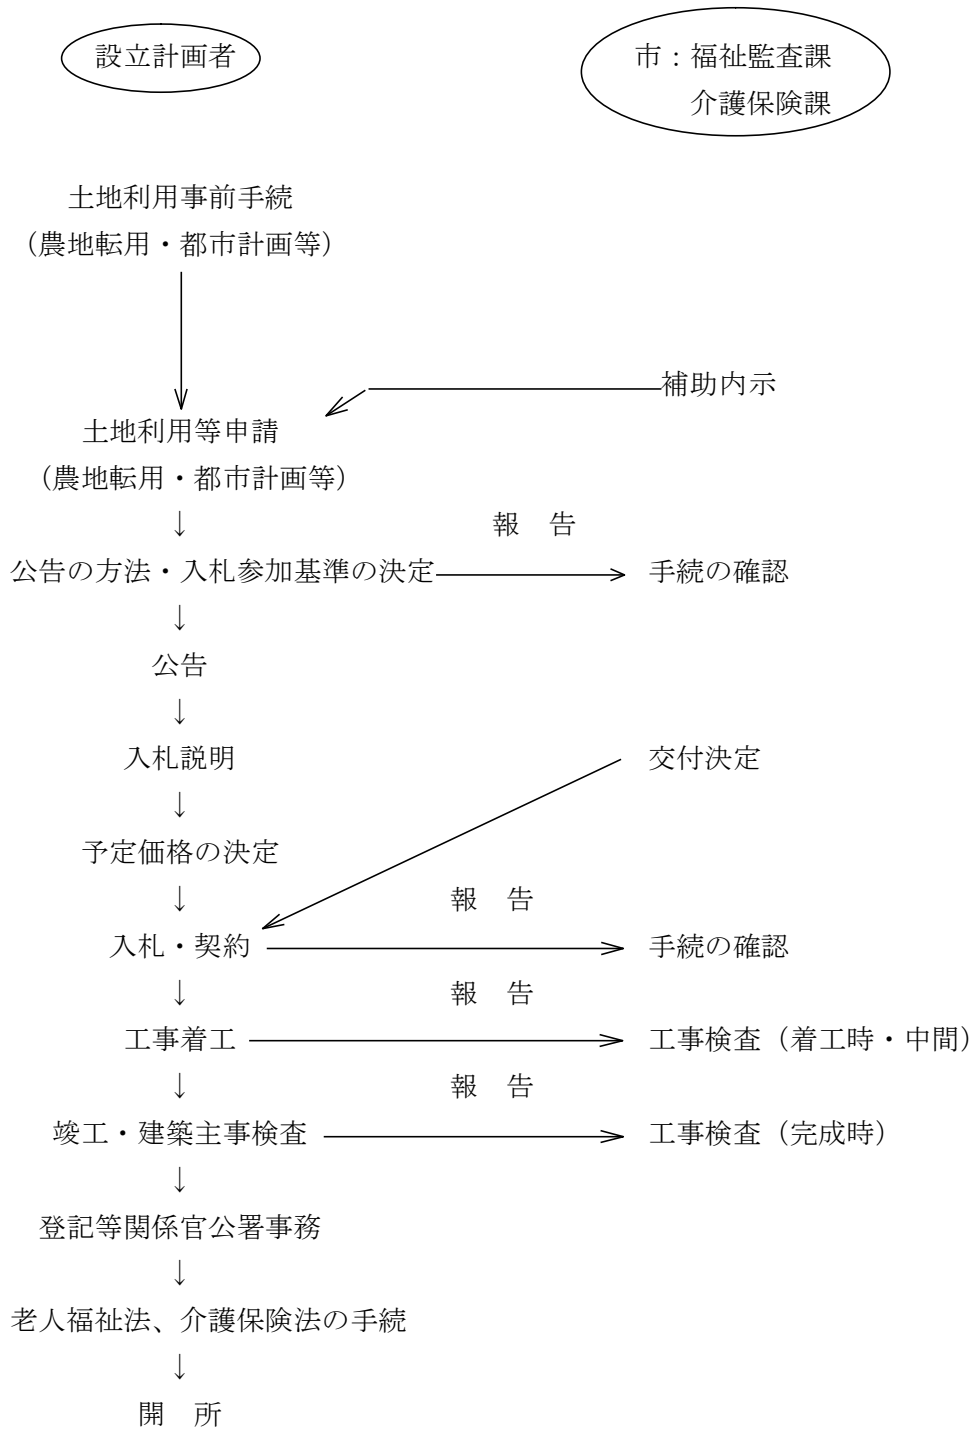 設立計画者
市：福祉監査課
介護保険課
土地利用事前手続
（農地転用・都市計画等）
補助内示
土地利用等申請
（農地転用・都市計画等）
↓
報　告
公告の方法・入札参加基準の決定
手続の確認
↓
公告
↓
入札説明
交付決定
↓
予定価格の決定
↓
報　告
入札・契約
手続の確認
↓
報　告
工事着工
工事検査（着工時・中間）
↓
報　告
竣工・建築主事検査
工事検査（完成時）
↓
登記等関係官公署事務
↓
老人福祉法、介護保険法の手続
↓
開　所